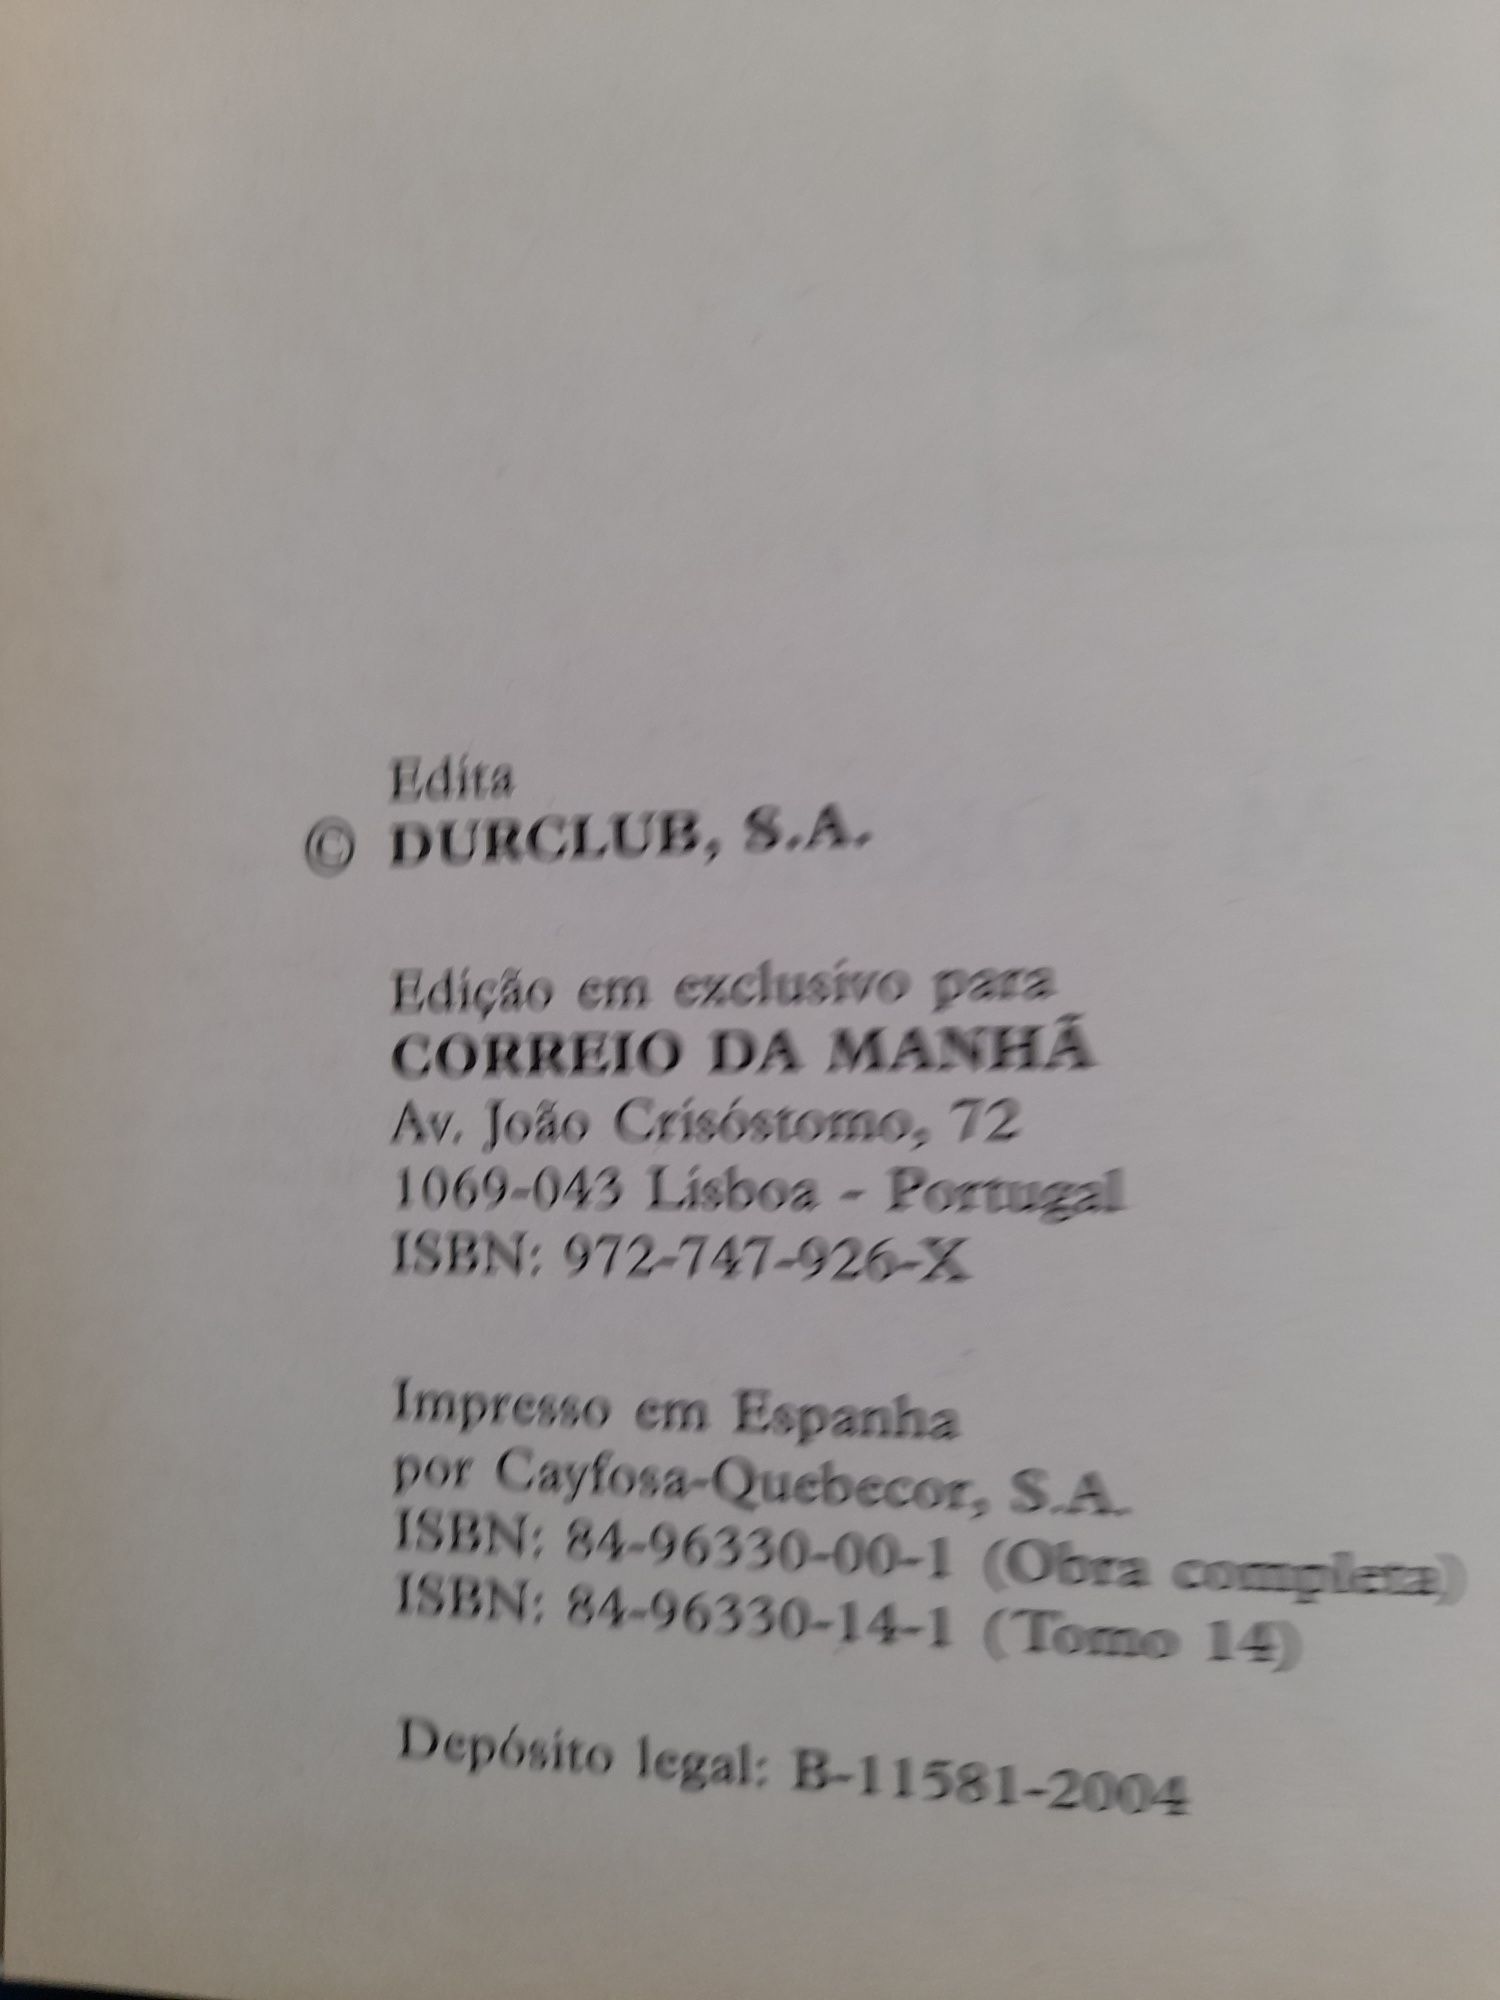 Edita
© DURCLUB, S.A.
Edição em exclusivo para
CORREIO DA MANHÃ
Av. João Crisóstomo, 72
1069-043 Lisboa - Portugal
ISBN: 972-747-926-X
Impresso em Espanha
por Cayfosa-Quebecor, S.A.
ISBN: 84-96330-00-1 (Obra completa)
ISBN: 84-96330-14-1 (Tomo 14)
Depósito legal: B-11581-2004